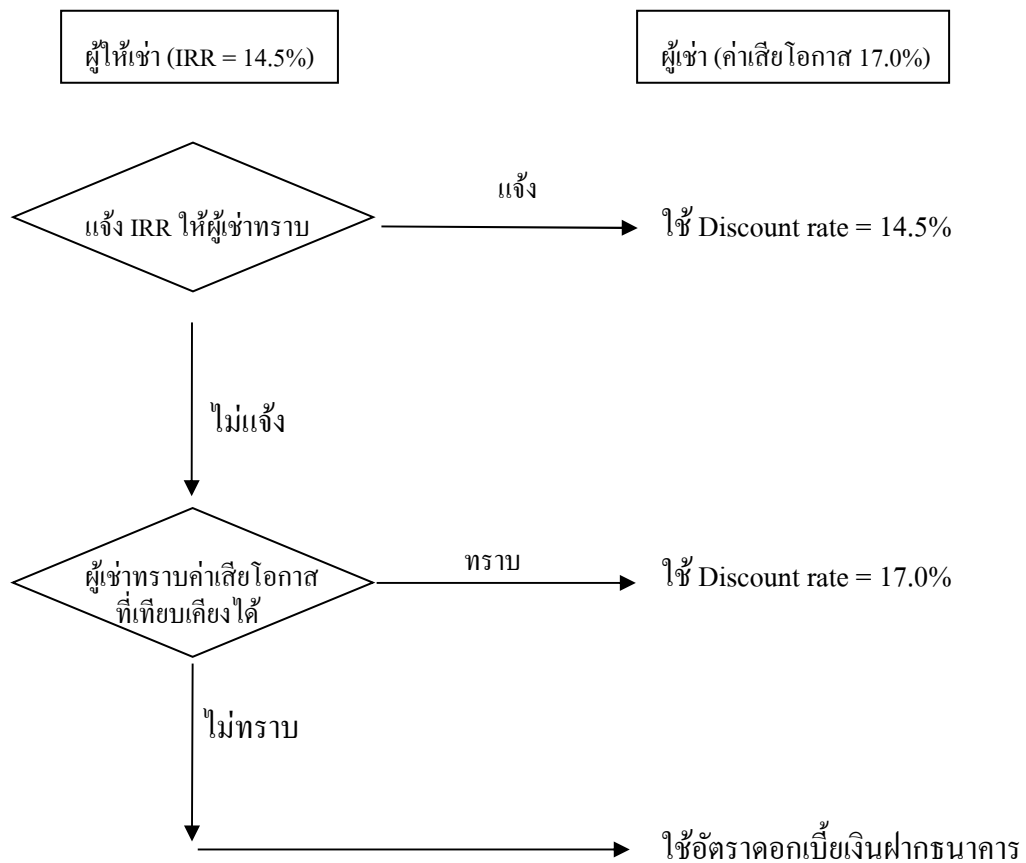 ผู้ให้เช่า (IRR = 14.5%)
ผู้เช่า (ค่าเสียโอกาส 17.0%)
แจ้ง IRR ให้ผู้เช่าทราบ
แจ้ง
ใช้ Discount rate = 14.5%
ไม่แจ้ง
ผู้เช่าทราบค่าเสียโอกาส
ที่เทียบเคียงได้
ทราบ
ใช้ Discount rate = 17.0%
ไม่ทราบ
ใช้อัตราดอกเบี้ยเงินฝากธนาคาร